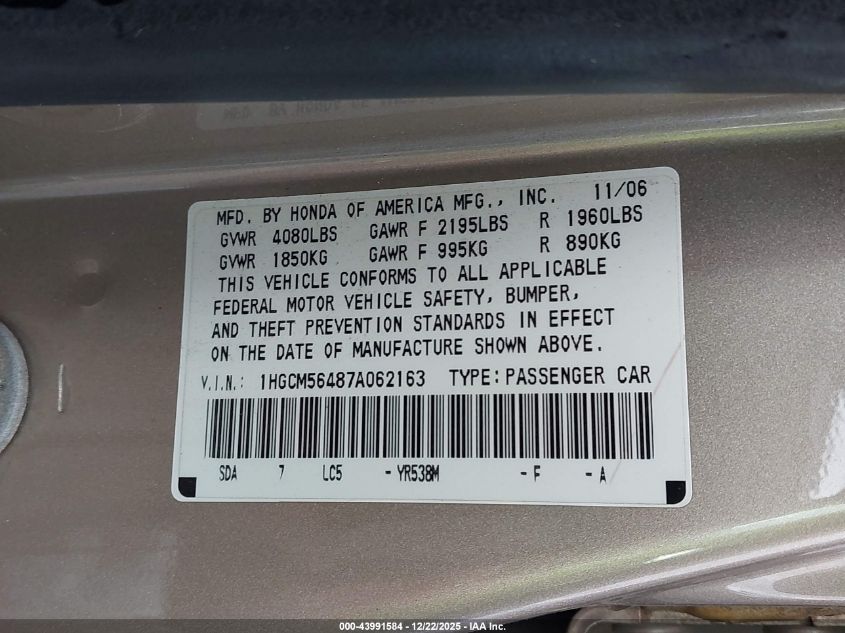 MFD. BY HONDA OF AMERICA MFG., INC. 11/06
GVWR 4080LBS GAWR F 2195LBS R 1960LBS
GVWR 1850KG GAWR F 995KG R 890KG
THIS VEHICLE CONFORMS TO ALL APPLICABLE
FEDERAL MOTOR VEHICLE SAFETY, BUMPER,
AND THEFT PREVENTION STANDARDS IN EFFECT
ON THE DATE OF MANUFACTURE SHOWN ABOVE.
V.I.N.: 1HGCM56487A062163 TYPE: PASSENGER CAR
SDA 7 LC5 - YR538M - F - A
000-43991584 - 12/22/2025 - IAA Inc.